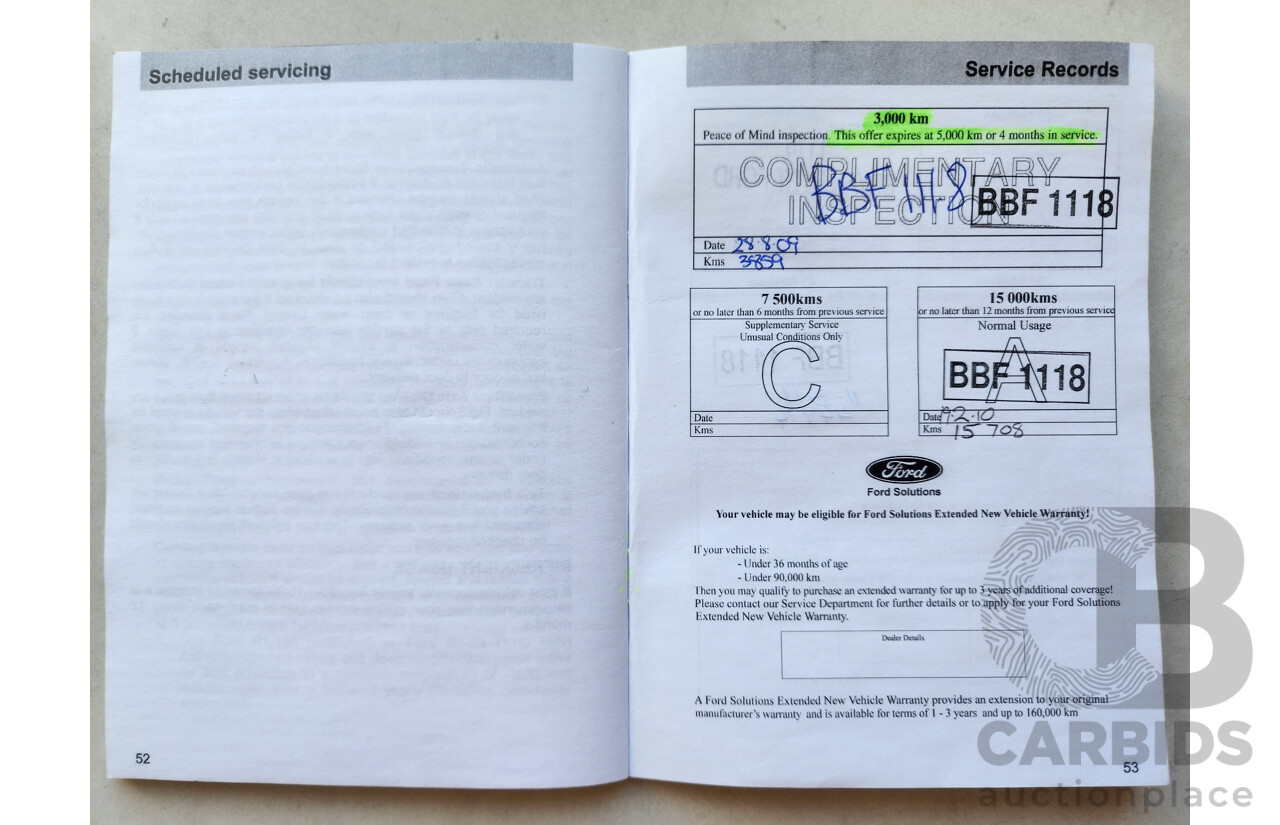 Scheduled servicing
52
Service Records
3,000 km
Peace of Mind inspection. This offer expires at 5,000 km or 4 months in service.
COMPLIMENTARY
INSPECTION
BBF 1118
BBF 1118
Date 28.8.09
Kms 3859
7 500kms
or no later than 6 months from previous service
Supplementary Service
Unusual Conditions Only
C
Date
Kms
15 000kms
or no later than 12 months from previous service
Normal Usage
A
BBF 1118
Date 19.2.10
Kms 15 708
Ford
Ford Solutions
Your vehicle may be eligible for Ford Solutions Extended New Vehicle Warranty!
If your vehicle is:
- Under 36 months of age
- Under 90,000 km
Then you may qualify to purchase an extended warranty for up to 3 years of additional coverage!
Please contact our Service Department for further details or to apply for your Ford Solutions
Extended New Vehicle Warranty.
Dealer Details
A Ford Solutions Extended New Vehicle Warranty provides an extension to your original
manufacturer's warranty and is available for terms of 1 - 3 years and up to 160,000 km
53
CARBIDS
auctionplace